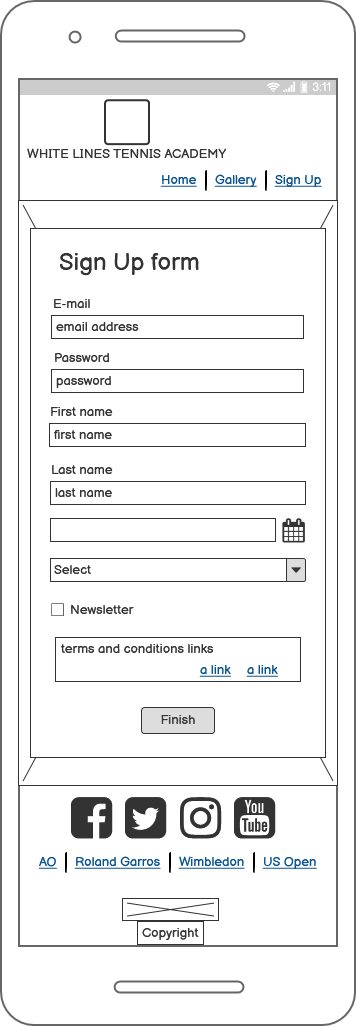 3:11
WHITE LINES TENNIS ACADEMY
Home Gallery Sign Up
Sign Up form
E-mail
email address
Password
password
First name
first name
Last name
last name
Select
Newsletter
terms and conditions links
a link a link
Finish
You
Tube
AO Roland Garros Wimbledon US Open
Copyright